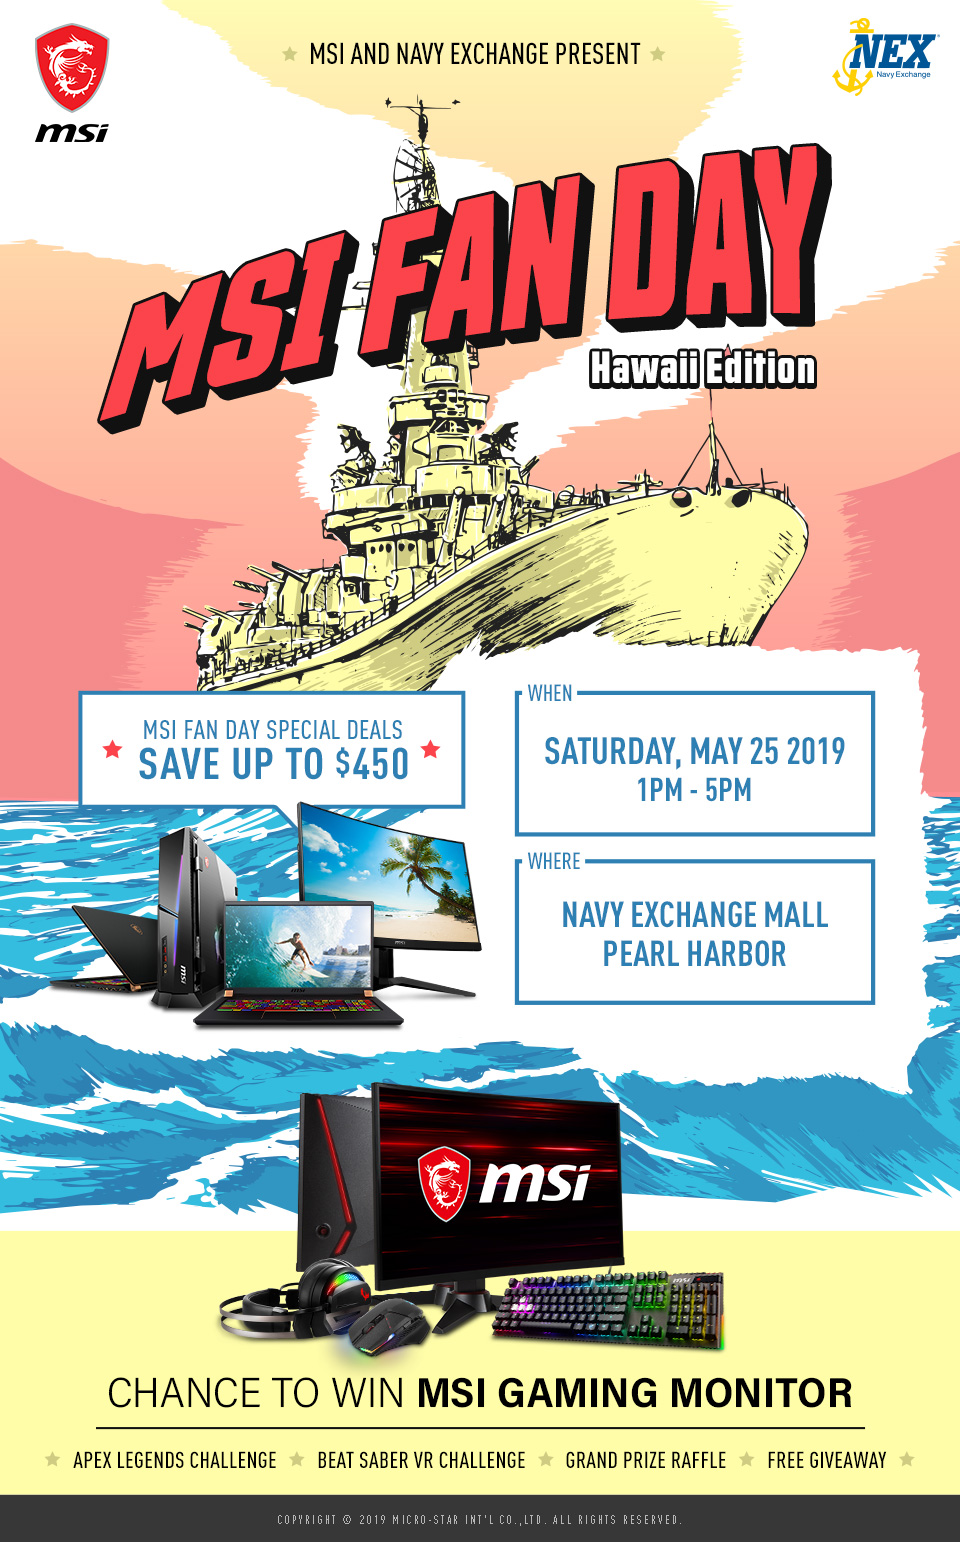 msi
MSI AND NAVY EXCHANGE PRESENT
NEX
Navy Exchange
MSI FAN DAY
Hawaii Edition
MSI FAN DAY SPECIAL DEALS
SAVE UP TO $450
WHEN
SATURDAY, MAY 25 2019
1PM - 5PM
WHERE
NAVY EXCHANGE MALL
PEARL HARBOR
msi
msi
msi
msi
CHANCE TO WIN MSI GAMING MONITOR
APEX LEGENDS CHALLENGE
BEAT SABER VR CHALLENGE
GRAND PRIZE RAFFLE
FREE GIVEAWAY
COPYRIGHT © 2019 MICRO-STAR INT'L CO.,LTD. ALL RIGHTS RESERVED.